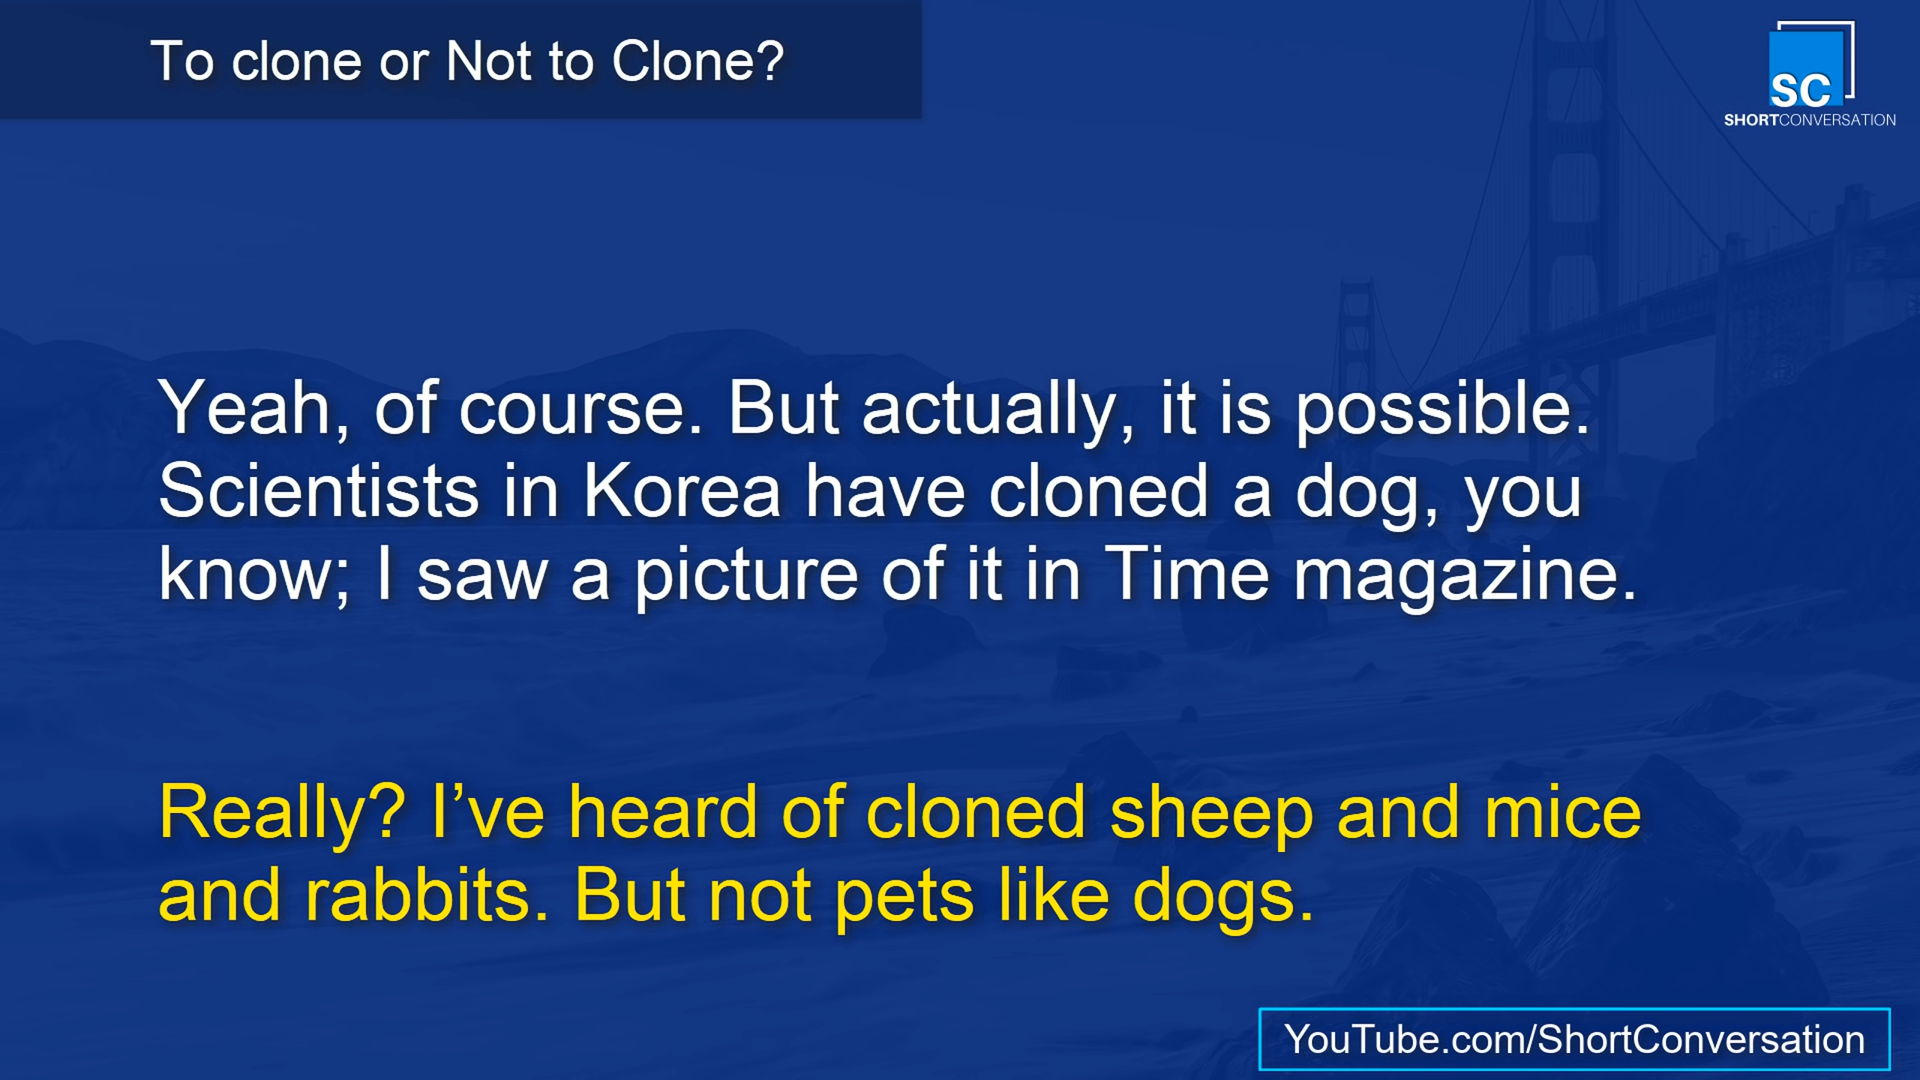 To clone or Not to Clone?
SC
SHORTCONVERSATION
Yeah, of course. But actually, it is possible.
Scientists in Korea have cloned a dog, you
know; I saw a picture of it in Time magazine.
Really? I’ve heard of cloned sheep and mice
and rabbits. But not pets like dogs.
YouTube.com/ShortConversation